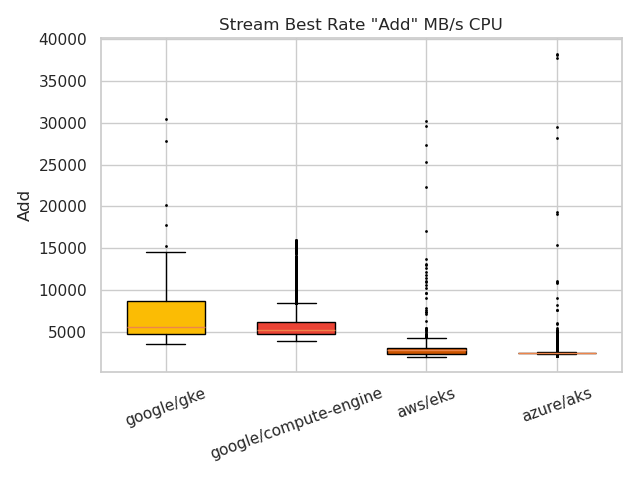 Stream Best Rate "Add" MB/s CPU
40000
35000
30000
25000
20000
15000
10000
5000
Add
google/gke
google/compute-engine
aws/eks
azure/aks